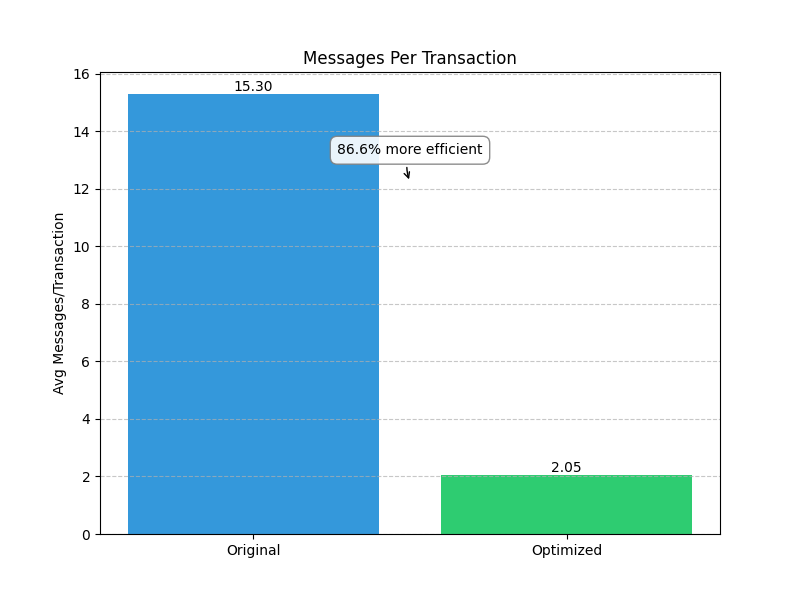 Messages Per Transaction
16
14
12
10
8
6
4
2
0
Avg Messages/Transaction
15.30
86.6% more efficient
2.05
Original
Optimized